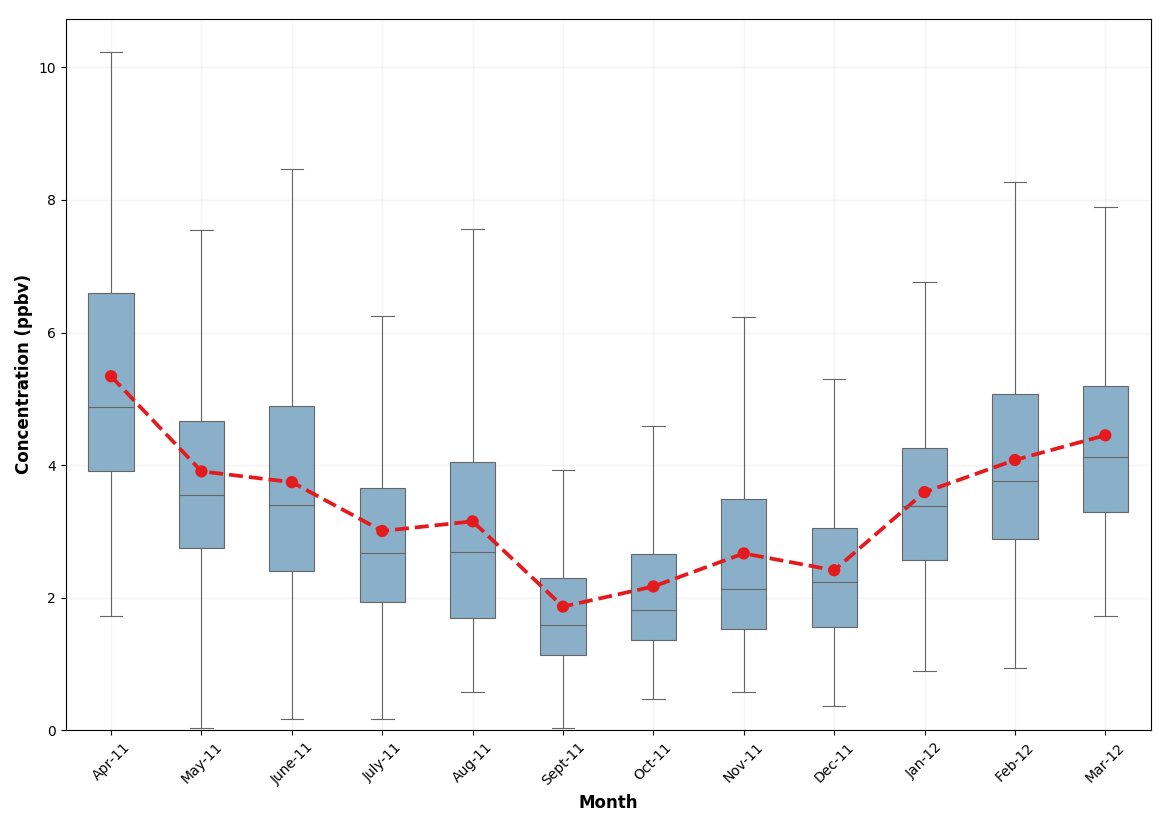 Concentration (ppbv)
10
8
6
4
2
0
Apr-11
May-11
June-11
July-11
Aug-11
Sept-11
Oct-11
Nov-11
Dec-11
Jan-12
Feb-12
Mar-12
Month